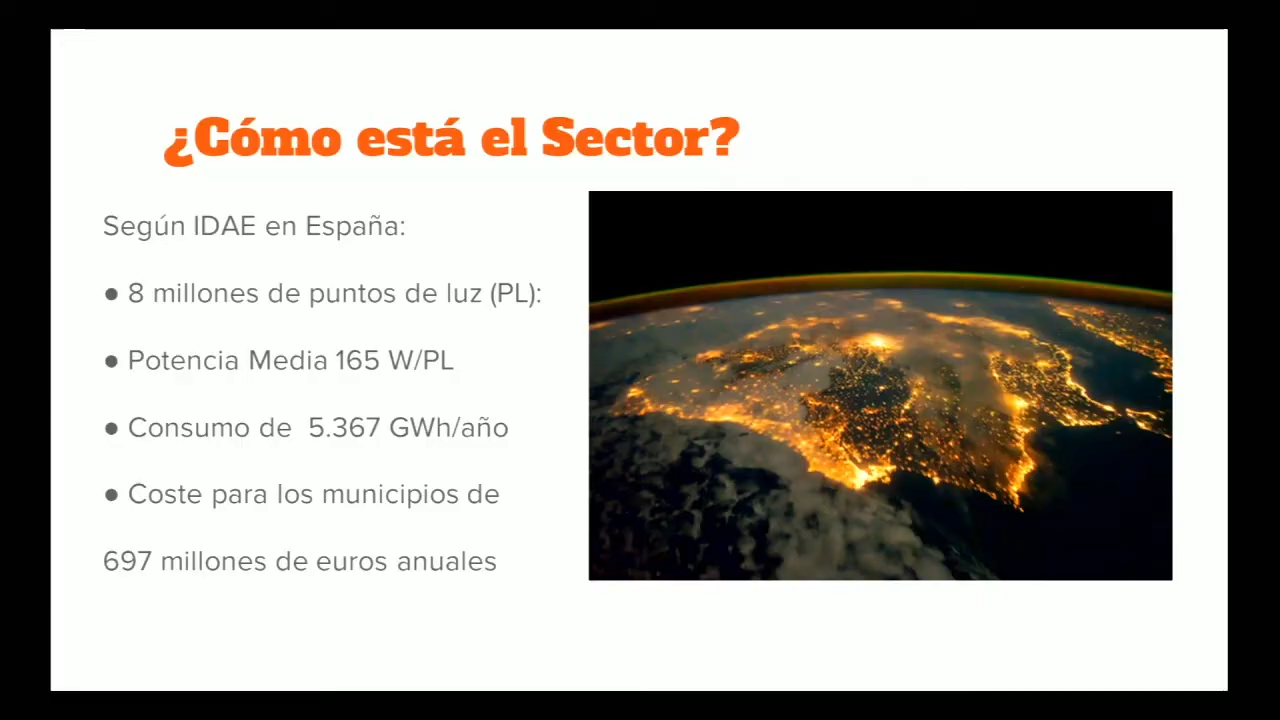 ¿Cómo está el Sector?
Según IDAE en España:
● 8 millones de puntos de luz (PL):
● Potencia Media 165 W/PL
● Consumo de  5.367 GWh/año
● Coste para los municipios de
697 millones de euros anuales